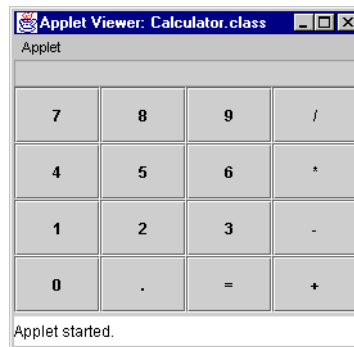 Applet Viewer: Calculator.class
Applet
7 8 9 /
4 5 6 *
1 2 3 -
0 . = +
Applet started.